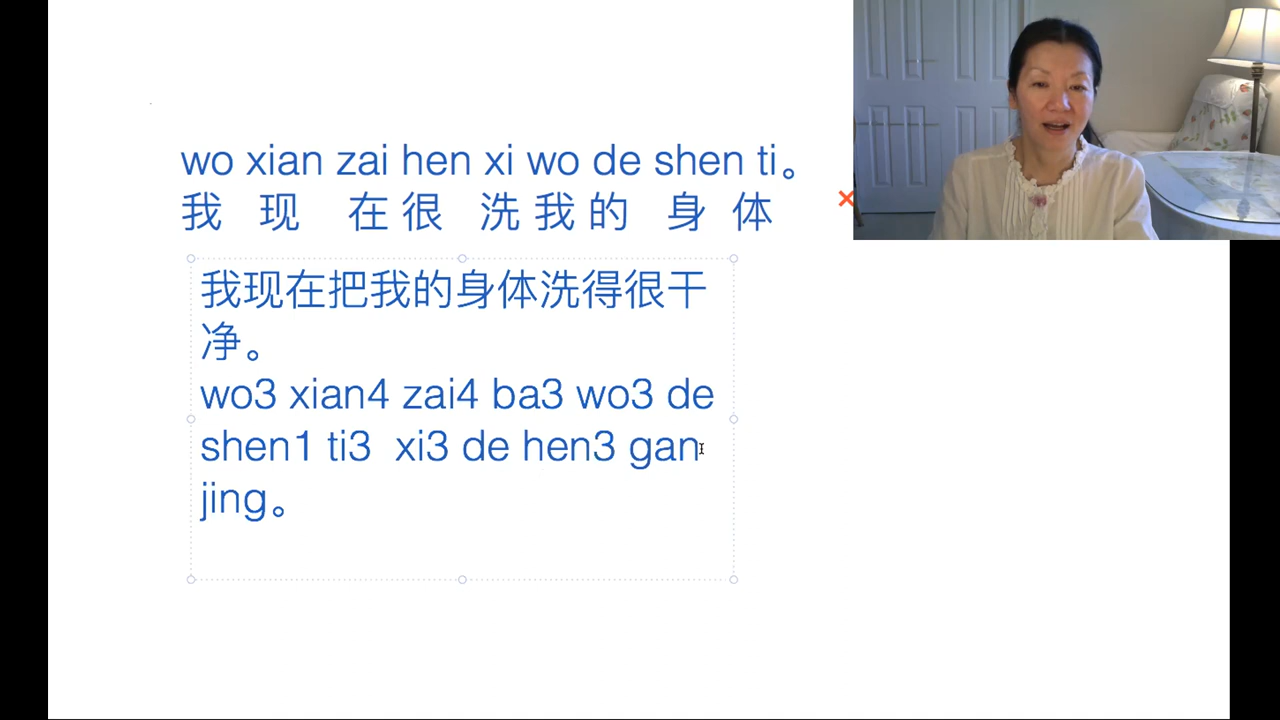 wo xian zai hen xi wo de shen ti。
我 现 在 很 洗 我 的 身 体
我现在把我的身体洗得很干
净。
wo3 xian4 zai4 ba3 wo3 de
shen1 ti3 xi3 de hen3 gan
jing。